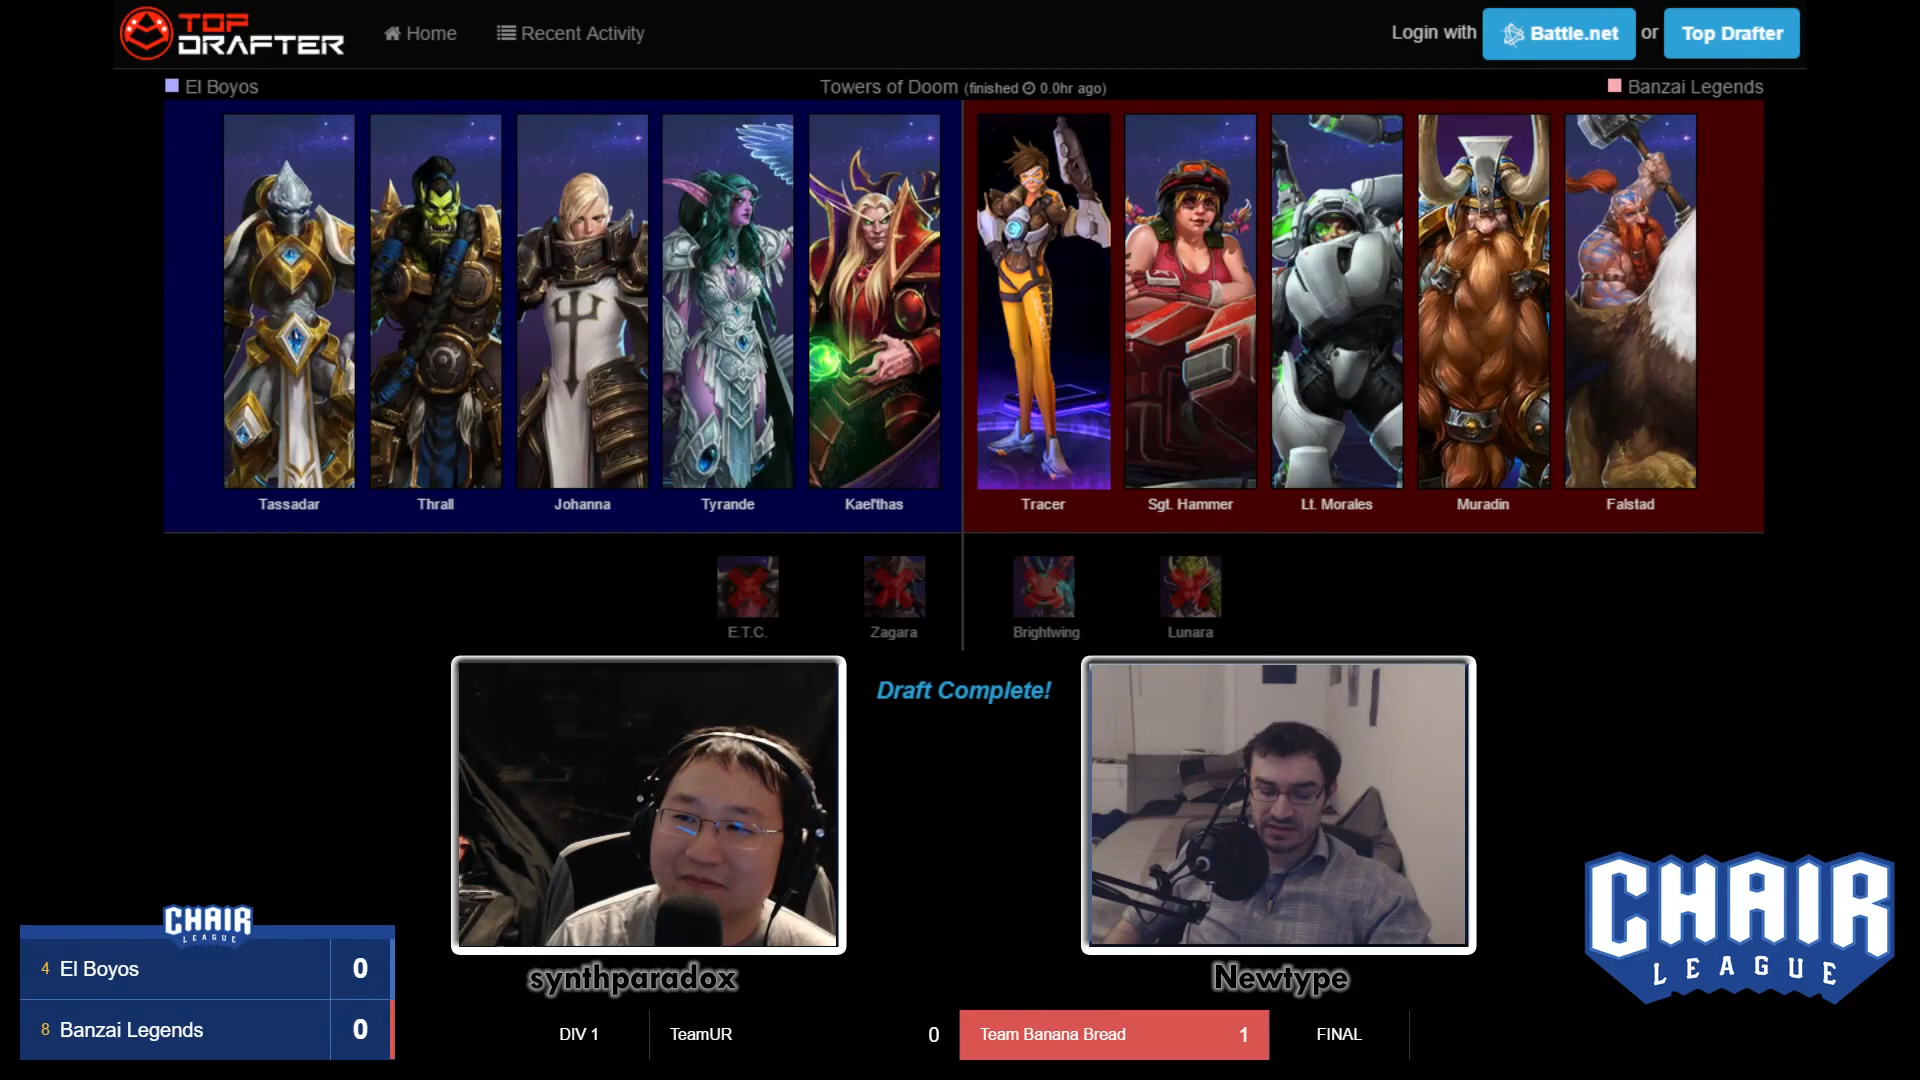 TOP DRAFTER
Home
Recent Activity
Login with
Battle.net
or
Top Drafter
El Boyos
Towers of Doom (finished 0.0hr ago)
Banzai Legends
Tassadar
Thrall
Johanna
Tyrande
Kael'thas
Tracer
Sgt. Hammer
Lt. Morales
Muradin
Falstad
E.T.C.
Zagara
Brightwing
Lunara
Draft Complete!
synthparadox
Newtype
CHAIR
LEAGUE
4 El Boyos 0
8 Banzai Legends 0
DIV 1
TeamUR 0
Team Banana Bread 1
FINAL
CHAIR
LEAGUE